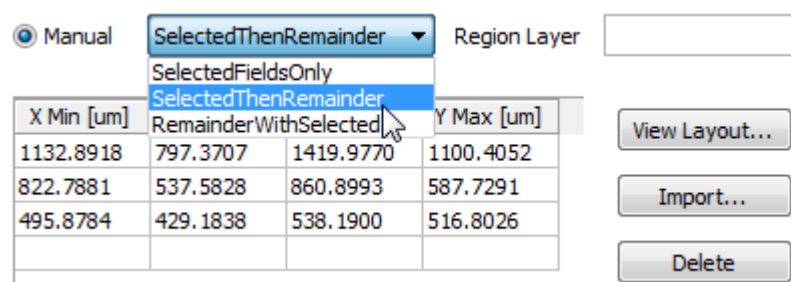 Manual SelectedThenRemainder Region Layer
SelectedFieldsOnly
SelectedThenRemainder
RemainderWithSelected
X Min [um] Y Max [um]
1132.8918 797.3707 1419.9770 1100.4052
822.7881 537.5828 860.8993 587.7291
495.8784 429.1838 538.1900 516.8026
View Layout...
Import...
Delete